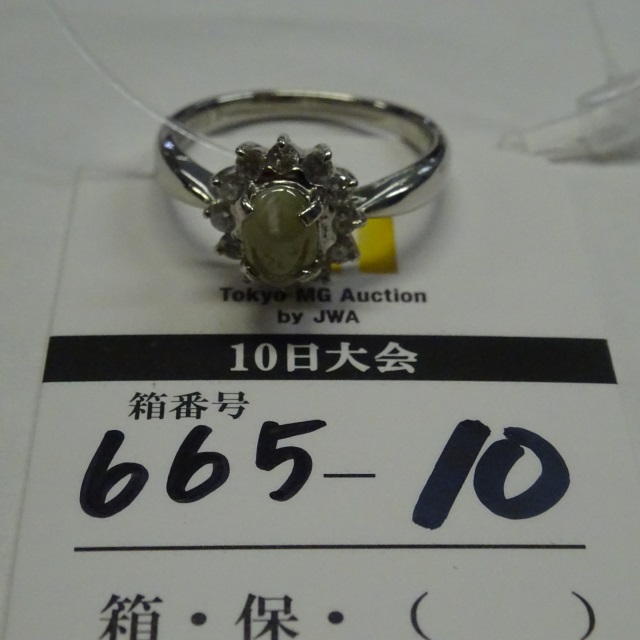 Tokyo MG Auction
by JWA
10日大会
箱番号
665-10
箱・保・(　　)